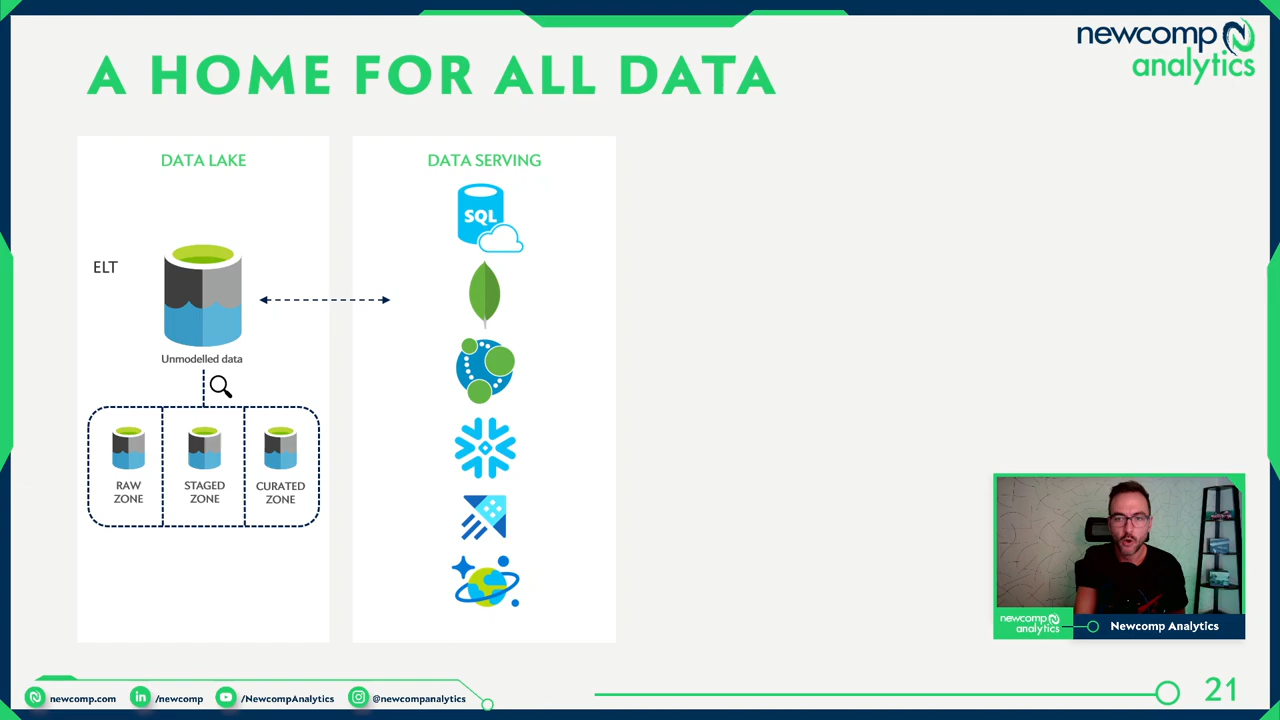 newcomp
analytics
A HOME FOR ALL DATA
DATA LAKE
DATA SERVING
SQL
ELT
Unmodelled data
RAW
ZONE
STAGED
ZONE
CURATED
ZONE
newcomp
analytics
Newcomp Analytics
newcomp.com
/newcomp
/NewcompAnalytics
@newcompanalytics
21